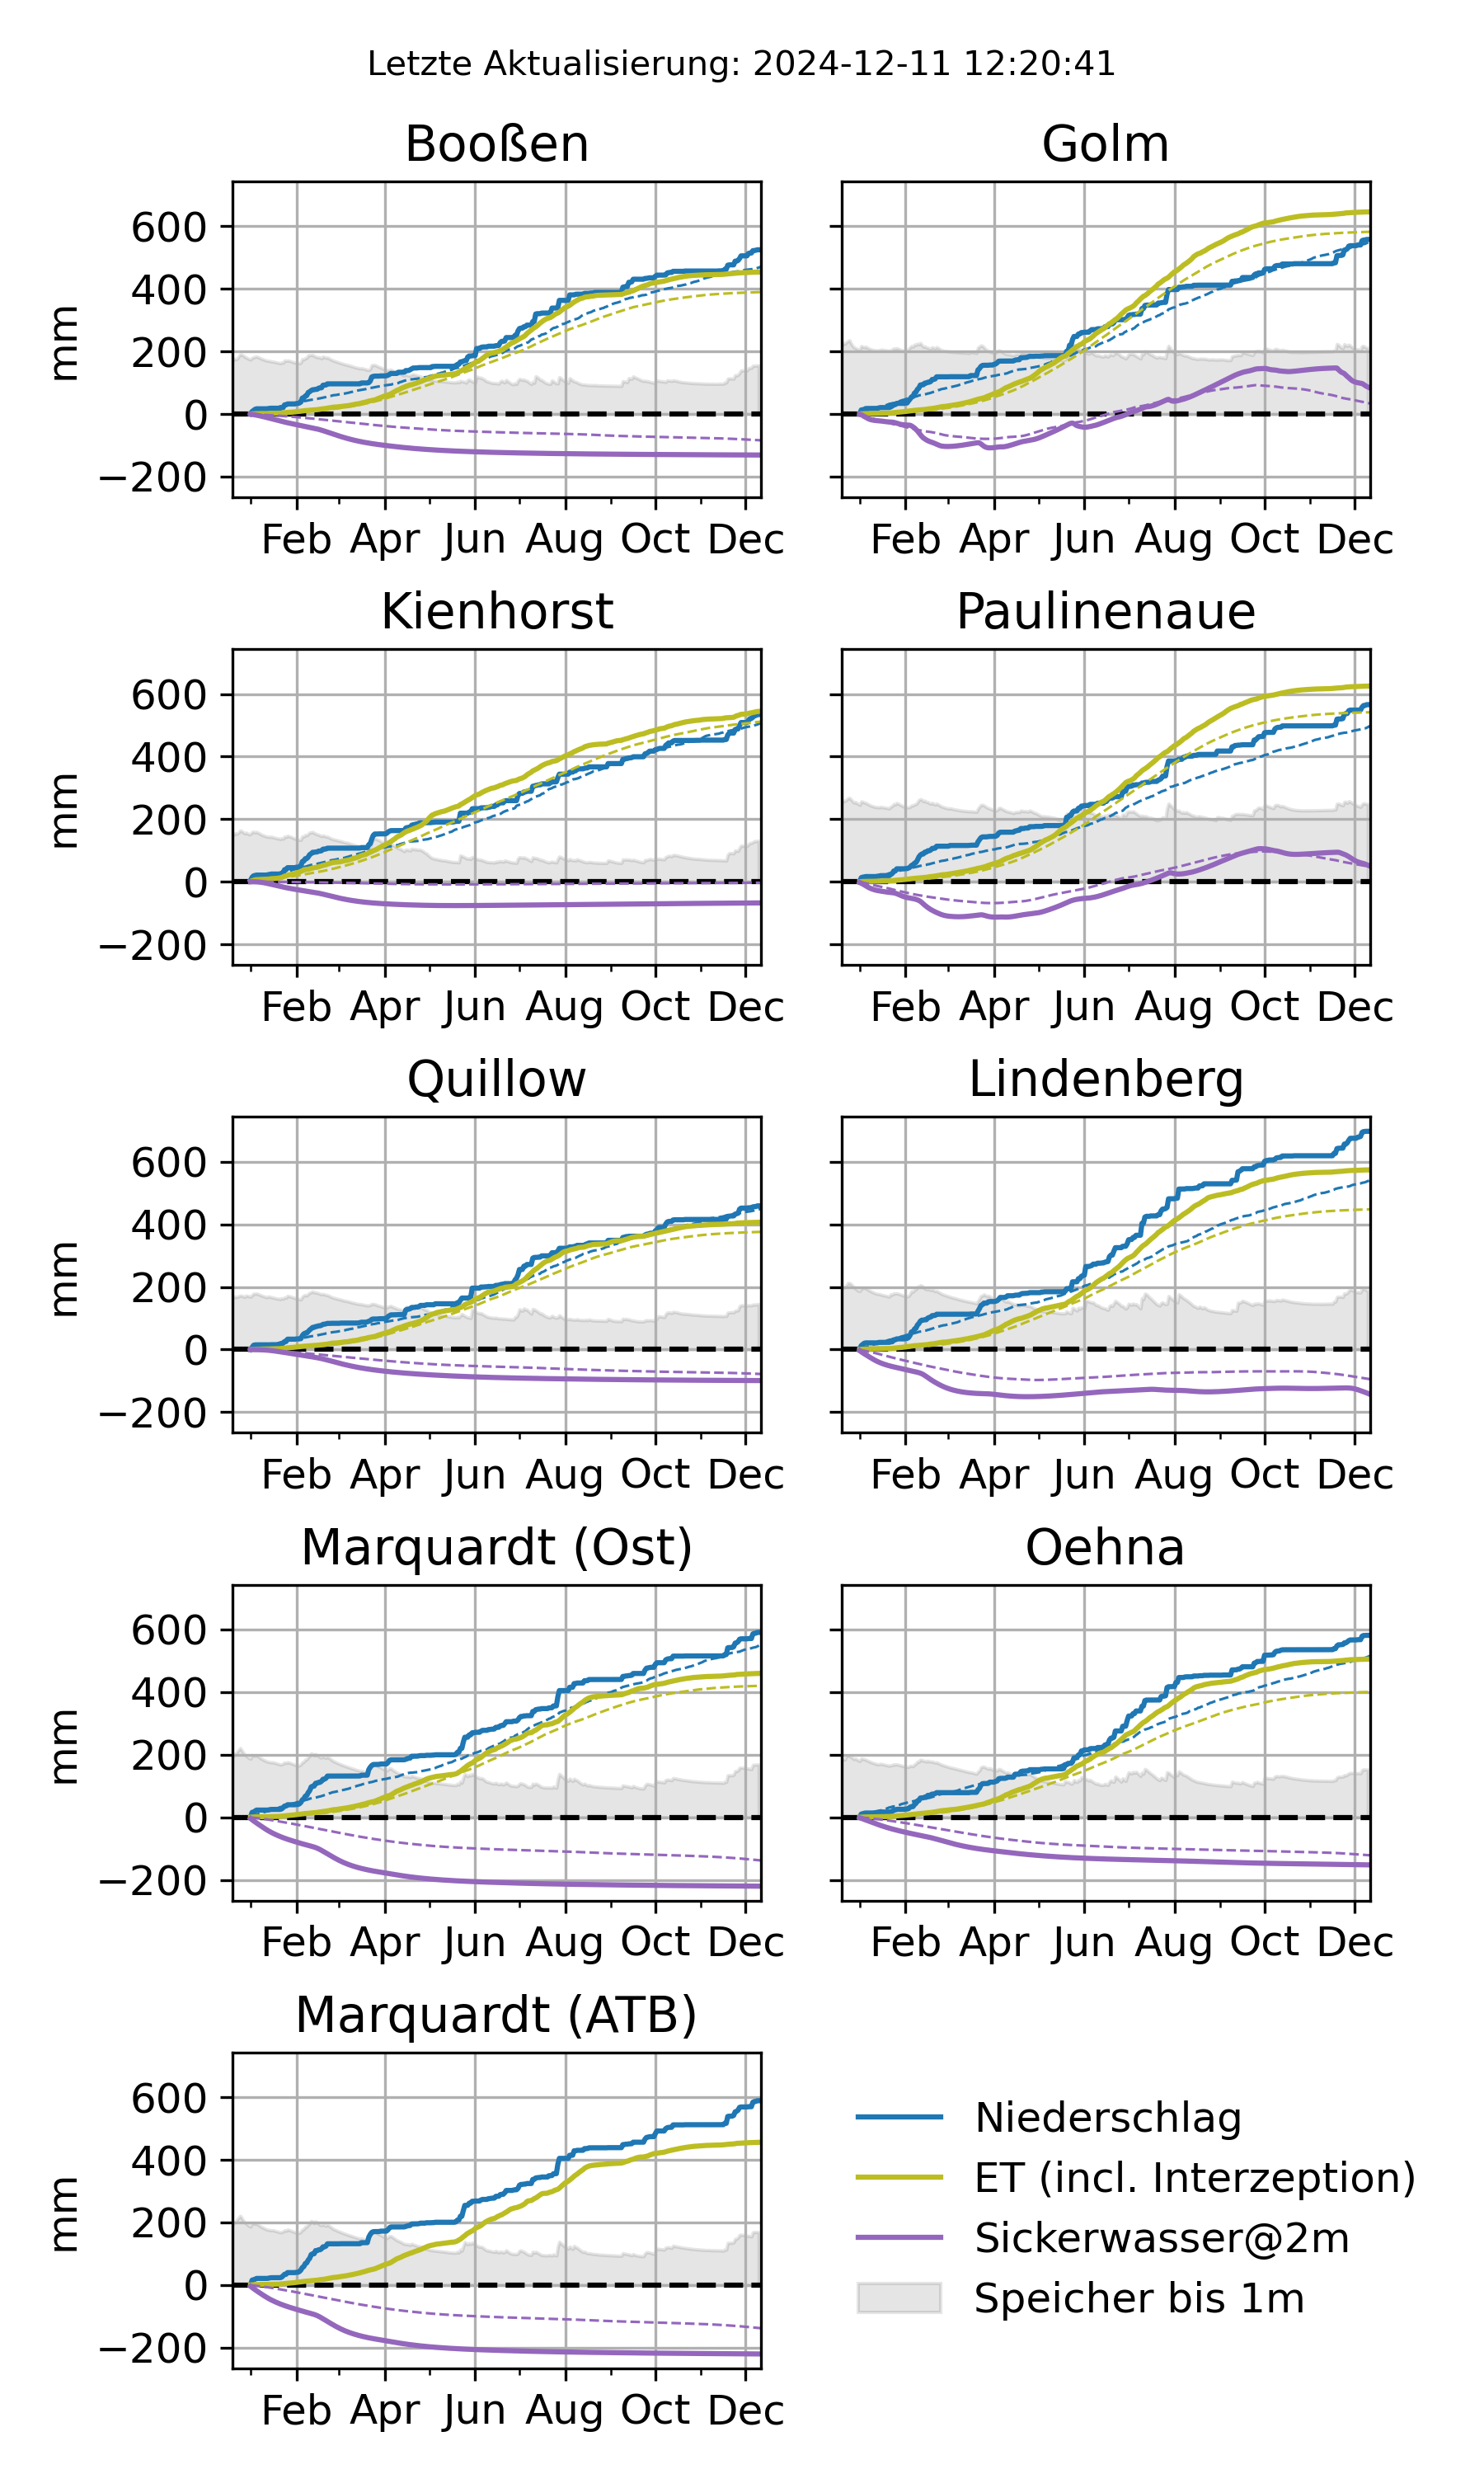 Letzte Aktualisierung: 2024-12-11 12:20:41
Booßen
Golm
mm
600
400
200
0
−200
Feb Apr Jun Aug Oct Dec
Feb Apr Jun Aug Oct Dec
Kienhorst
Paulinenaue
mm
600
400
200
0
−200
Feb Apr Jun Aug Oct Dec
Feb Apr Jun Aug Oct Dec
Quillow
Lindenberg
mm
600
400
200
0
−200
Feb Apr Jun Aug Oct Dec
Feb Apr Jun Aug Oct Dec
Marquardt (Ost)
Oehna
mm
600
400
200
0
−200
Feb Apr Jun Aug Oct Dec
Feb Apr Jun Aug Oct Dec
Marquardt (ATB)
mm
600
400
200
0
−200
Feb Apr Jun Aug Oct Dec
Niederschlag
ET (incl. Interzeption)
Sickerwasser@2m
Speicher bis 1m